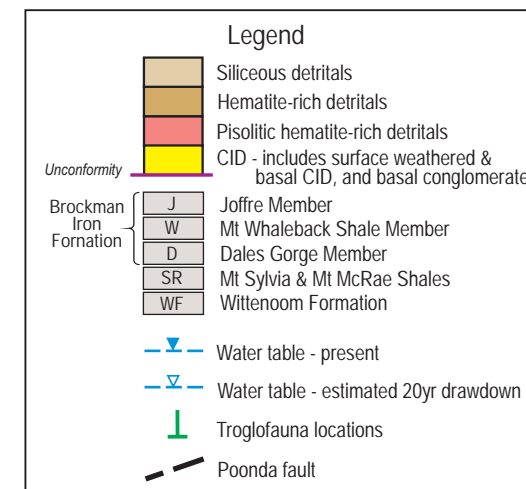 Legend
Siliceous detritals
Hematite-rich detritals
Pisolitic hematite-rich detritals
CID - includes surface weathered &
basal CID, and basal conglomerate
Unconformity
Brockman
Iron
Fornation
J Joffre Member
W Mt Whaleback Shale Member
D Dales Gorge Member
SR Mt Sylvia & Mt McRae Shales
WF Wittenoom Formation
Water table - present
Water table - estimated 20yr drawdown
Troglofauna locations
Poonda fault